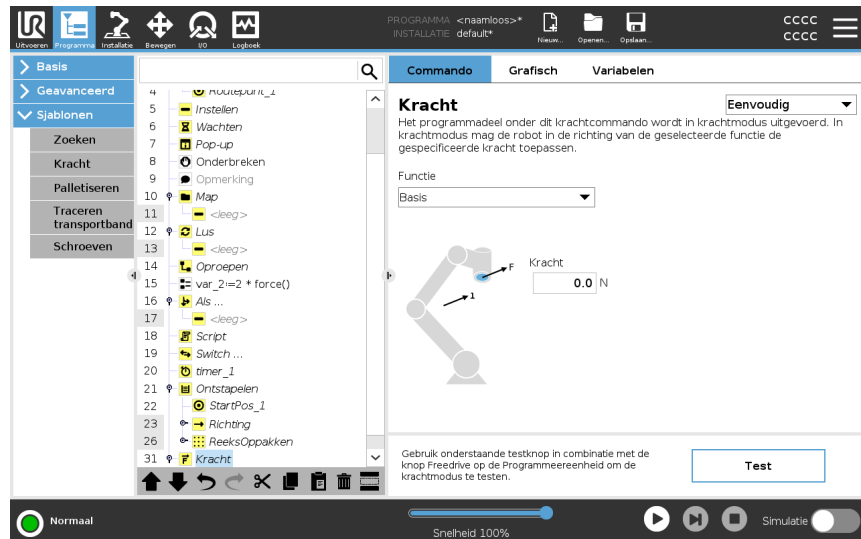 PROGRAMMA <naamloos>*
INSTALLATIE default*
CCCC
CCCC
Uitvoeren Programma Installatie Bewegen I/O Logboek
Nieuw... Openen... Opslaan...
Basis
Geavanceerd
Sjablonen
Zoeken
Kracht
Palletiseren
Traceren
transportband
Schroeven
4 Routepunt_1
5 Instellen
6 Wachten
7 Pop-up
8 Onderbreken
9 Opmerking
10 Map
11 <leeg>
12 Lus
13 <leeg>
14 Oproepen
15 var_2:=2 * force()
16 Als ...
17 <leeg>
18 Script
19 Switch ...
20 timer_1
21 Ontstapelen
22 StartPos_1
23 Richting
26 ReeksOppakken
31 Kracht
Commando Grafisch Variabelen
Kracht
Eenvoudig
Het programmadeel onder dit krachtcommando wordt in krachtmodus uitgevoerd. In
krachtmodus mag de robot in de richting van de geselecteerde functie de
gespecificeerde kracht toepassen.
Functie
Basis
F
1
Kracht
0.0 N
Gebruik onderstaande testknop in combinatie met de
knop Freedrive op de Programmeereenheid om de
krachtmodus te testen.
Test
Normaal
Snelheid 100%
Simulatie